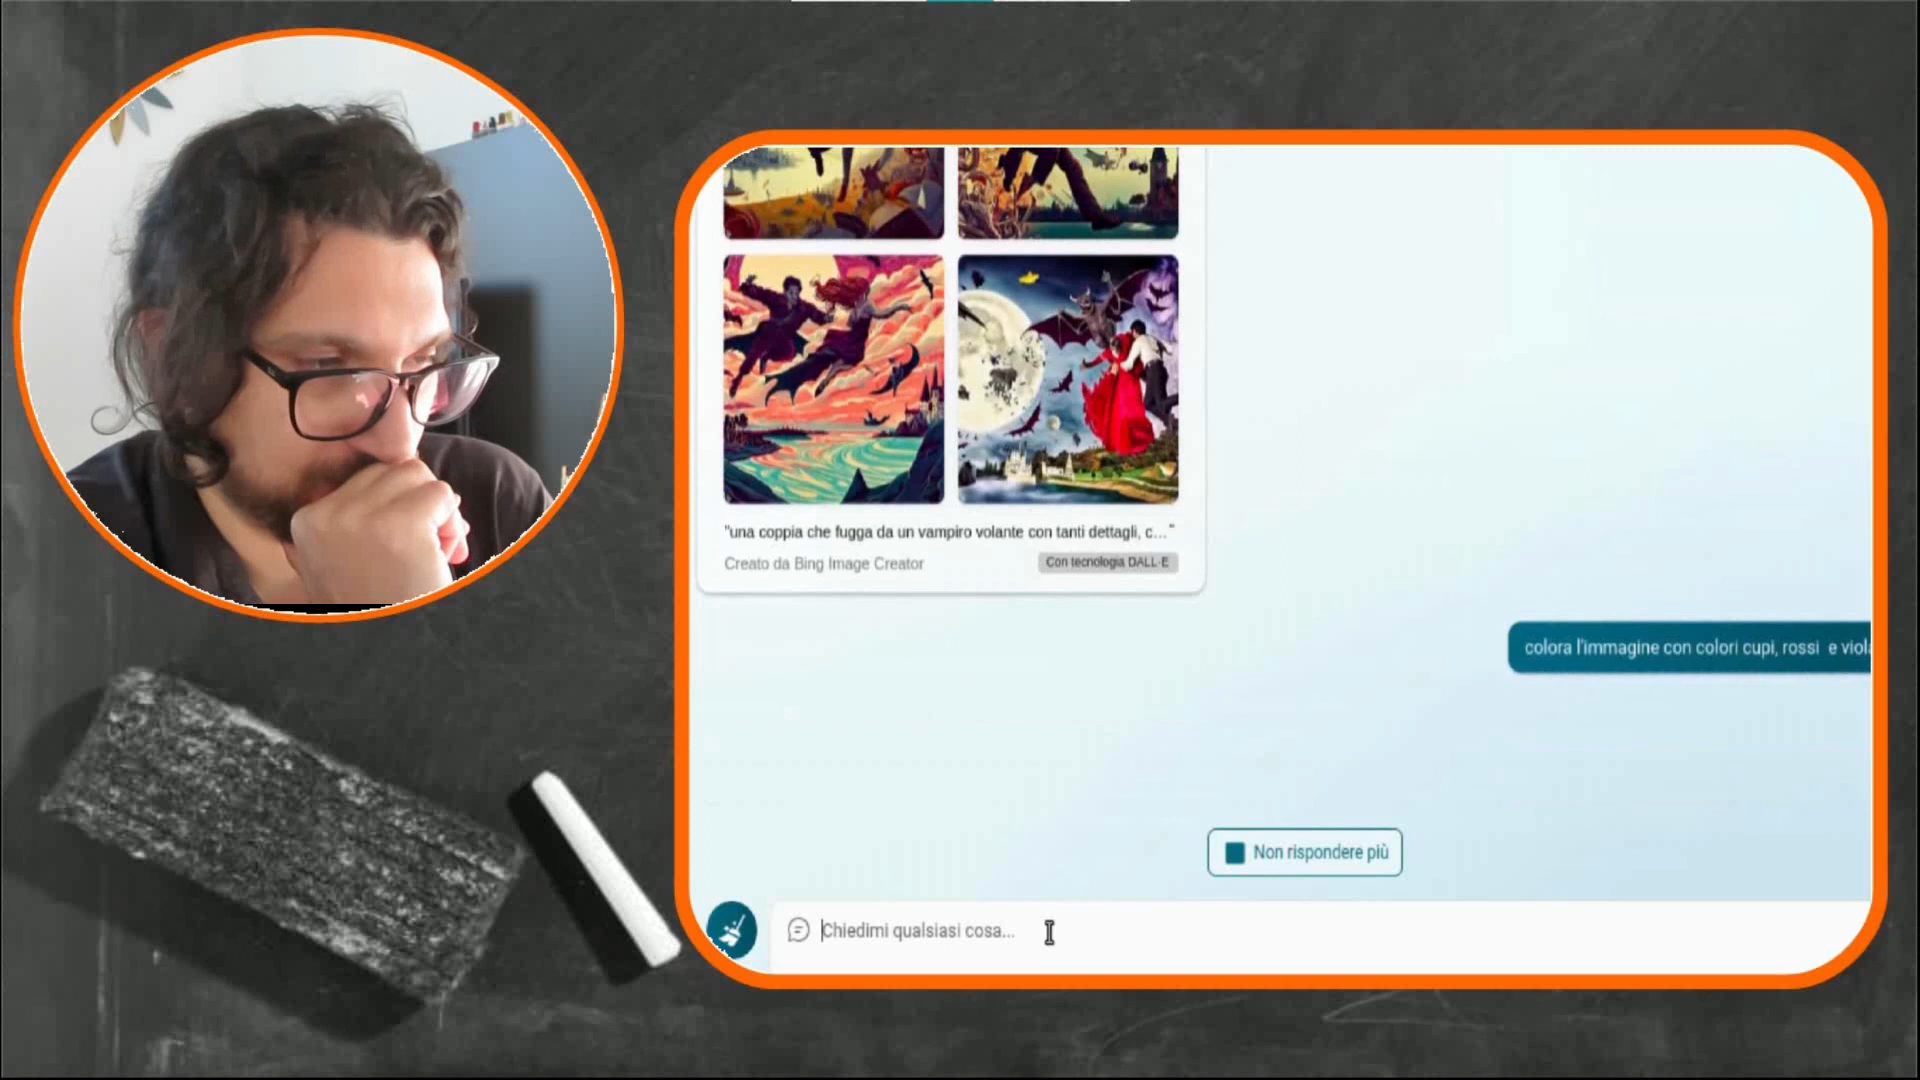 "una coppia che fugga da un vampiro volante con tanti dettagli, c..."
Creato da Bing Image Creator
Con tecnologia DALL·E
colora l'immagine con colori cupi, rossi e viola
Non rispondere più
Chiedimi qualsiasi cosa...